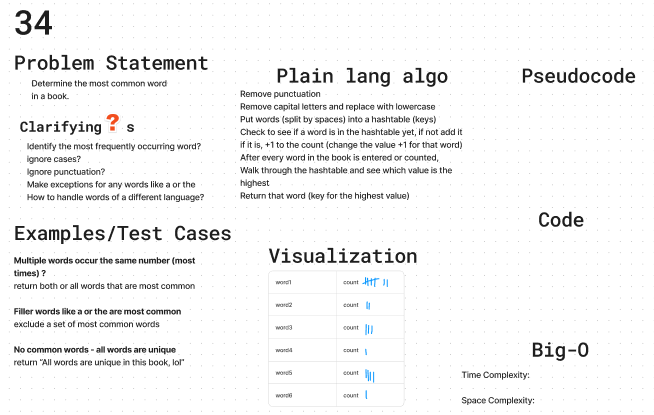 34
Problem Statement
Determine the most common word
in a book.
Clarifying ? s
Identify the most frequently occurring word?
ignore cases?
Ignore punctuation?
Make exceptions for any words like a or the
How to handle words of a different language?
Examples/Test Cases
Multiple words occur the same number (most
times) ?
return both or all words that are most common
Filler words like a or the are most common
exclude a set of most common words
No common words - all words are unique
return “All words are unique in this book, lol”
Plain lang algo
Remove punctuation
Remove capital letters and replace with lowercase
Put words (split by spaces) into a hashtable (keys)
Check to see if a word is in the hashtable yet, if not add it
if it is, +1 to the count (change the value +1 for that word)
After every word in the book is entered or counted,
Walk through the hashtable and see which value is the
highest
Return that word (key for the highest value)
Visualization
word1 count
word2 count
word3 count
word4 count
word5 count
word6 count
Pseudocode
Code
Big-O
Time Complexity:
Space Complexity: